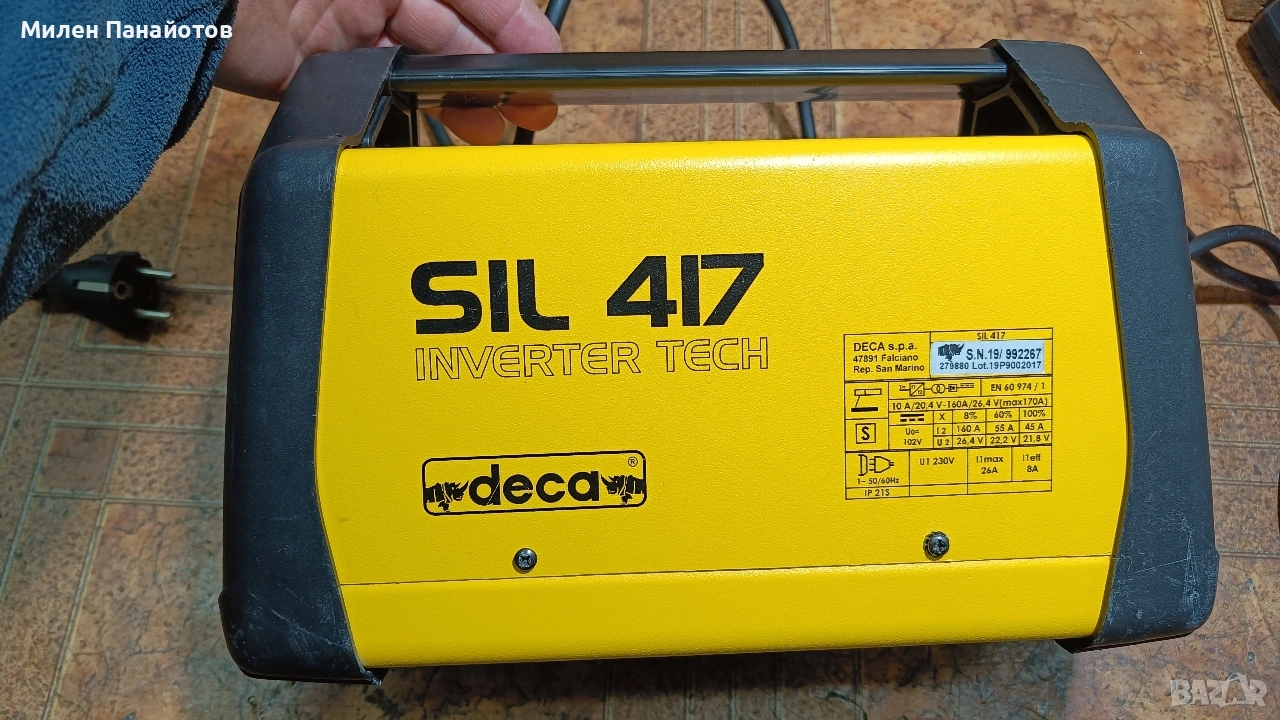 Милен Панайотов
SIL 417
INVERTER TECH
deca®
SIL 417
DECA s.p.a.
47891 Falciano
Rep. San Marino
S.N.19/ 992267
279880 Lot.19P9002017
EN 60 974 / 1
10 A/20,4 V-160A/26,4 V(max170A)
X 8% 60% 100%
S
Uo=
102V
I 2 160 A 55 A 45 A
U 2 26,4 V 22,2 V 21,8 V
U1 230V
I1max
26A
I1eff
8A
1~ 50/60Hz
IP 21S
BAZAR